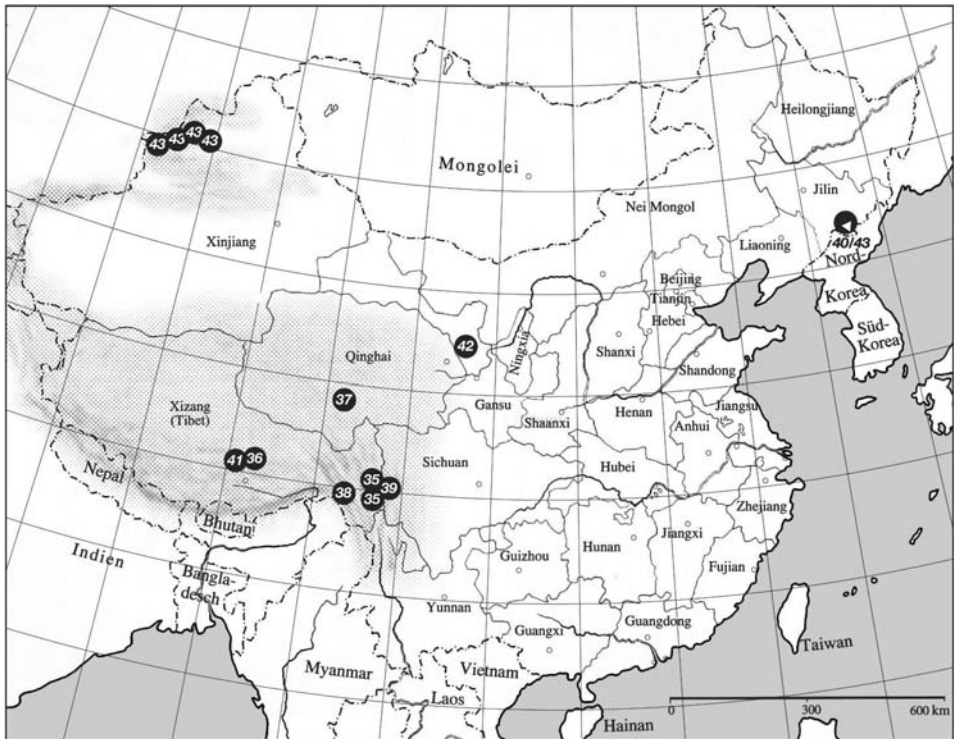 Heilongjiang
43 43 43 43
Mongolei
Jilin
Nei Mongol
40/43
Xinjiang
Liaoning
Nord-
Beijing
Korea
Tianjin
Hebei
Süd-
Korea
42
Ningxia
Shanxi
Qinghai
Shandong
37
Gansu
Shaanxi
Henan
Jiangsu
Xizang
(Tibet)
Anhui
41 36
Sichuan
Hubei
Nepal
35
38
39
35
Zhejiang
Bhutan
Jiangxi
Hunan
Guizhou
Indien
Fujian
Bangla-
desch
Yunnan
Guangdong
Guangxi
Taiwan
Myanmar
Vietnam
Laos
0 300 600 km
Hainan